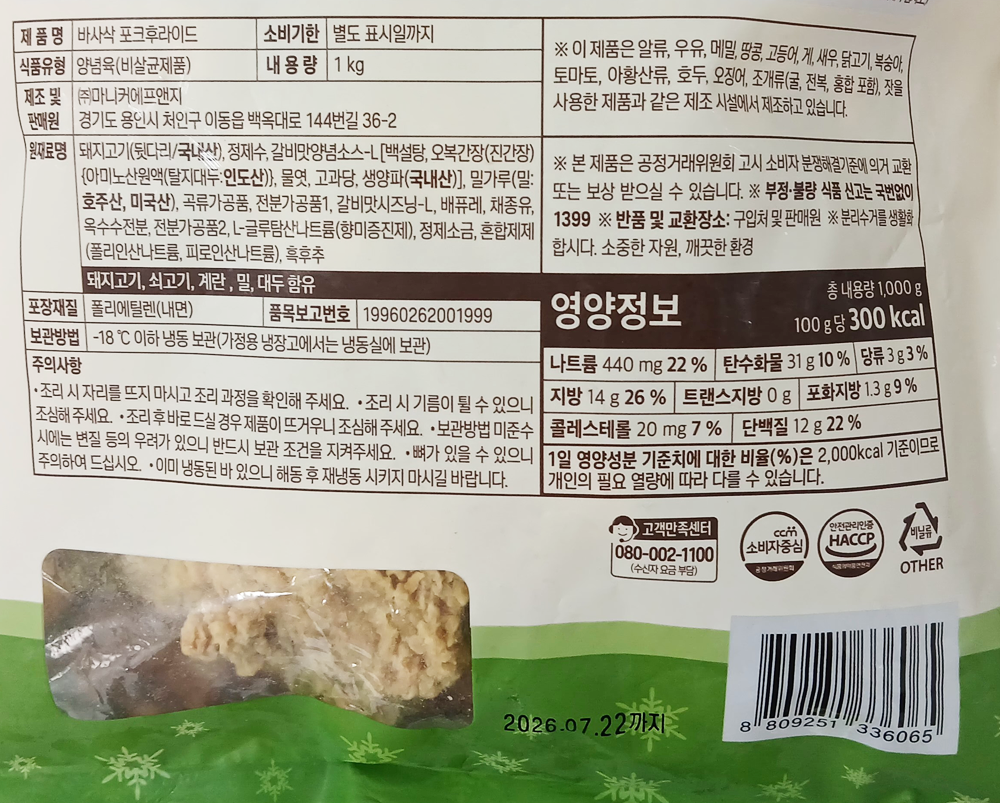 제품명 바사삭 포크후라이드 소비기한 별도 표시일까지
식품유형 양념육(비살균제품) 내용량 1 kg
제조 및 판매원 ㈜마니커에프앤지
경기도 용인시 처인구 이동읍 백옥대로 144번길 36-2
원재료명 돼지고기(뒷다리/국내산), 정제수, 갈비맛양념소스-L [백설탕, 오복간장(진간장)
{아미노산원액(탈지대두:인도산)}, 물엿, 고과당, 생양파(국내산)], 밀가루(밀:
호주산, 미국산), 곡류가공품, 전분가공품1, 갈비맛시즈닝-L, 배퓨레, 채종유,
옥수수전분, 전분가공품2, L-글루탐산나트륨(향미증진제), 정제소금, 혼합제제
(폴리인산나트륨, 피로인산나트륨), 흑후추
돼지고기, 쇠고기, 계란, 밀, 대두 함유
포장재질 폴리에틸렌(내면) 품목보고번호 19960262001999
보관방법 -18 ℃ 이하 냉동 보관(가정용 냉장고에서는 냉동실에 보관)
주의사항
• 조리 시 자리를 뜨지 마시고 조리 과정을 확인해 주세요. • 조리 시 기름이 튈 수 있으니
조심해 주세요. • 조리 후 바로 드실 경우 제품이 뜨거우니 조심해 주세요. • 보관방법 미준수
시에는 변질 등의 우려가 있으니 반드시 보관 조건을 지켜주세요. • 뼈가 있을 수 있으니
주의하여 드십시오. • 이미 냉동된 바 있으니 해동 후 재냉동 시키지 마시길 바랍니다.
※ 이 제품은 알류, 우유, 메밀, 땅콩, 고등어, 게, 새우, 닭고기, 복숭아,
토마토, 아황산류, 호두, 오징어, 조개류(굴, 전복, 홍합 포함), 잣을
사용한 제품과 같은 제조 시설에서 제조하고 있습니다.
※ 본 제품은 공정거래위원회 고시 소비자 분쟁해결기준에 의거 교환
또는 보상 받으실 수 있습니다. ※ 부정·불량 식품 신고는 국번없이
1399 ※ 반품 및 교환장소: 구입처 및 판매원 ※ 분리수거를 생활화
합시다. 소중한 자원, 깨끗한 환경
영양정보
총 내용량 1,000 g
100 g 당 300 kcal
나트륨 440 mg 22 % 탄수화물 31 g 10 % 당류 3 g 3 %
지방 14 g 26 % 트랜스지방 0 g 포화지방 1.3 g 9 %
콜레스테롤 20 mg 7 % 단백질 12 g 22 %
1일 영양성분 기준치에 대한 비율(%)은 2,000kcal 기준이므로
개인의 필요 열량에 따라 다를 수 있습니다.
고객만족센터
080-002-1100
(수신자 요금 부담)
ccm
소비자중심
공정거래위원회
안전관리인증
HACCP
식품의약품안전처
비닐류
OTHER
2026.07.22까지
8 809251 336065